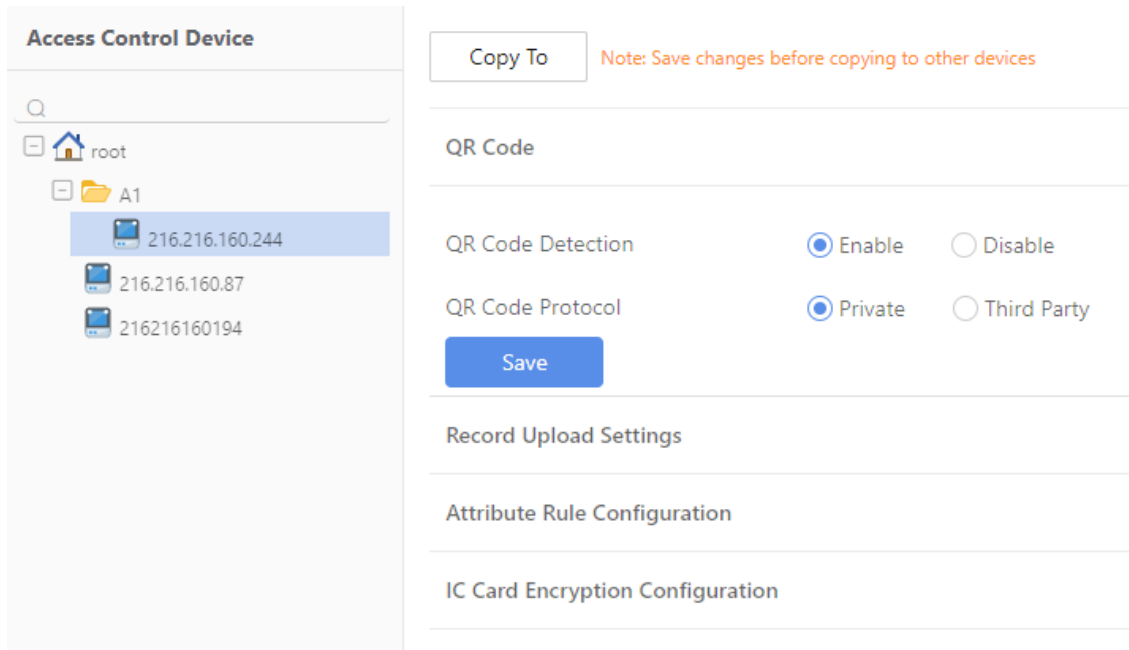 Access Control Device
root
A1
216.216.160.244
216.216.160.87
216216160194
Copy To Note: Save changes before copying to other devices
QR Code
QR Code Detection Enable Disable
QR Code Protocol Private Third Party
Save
Record Upload Settings
Attribute Rule Configuration
IC Card Encryption Configuration